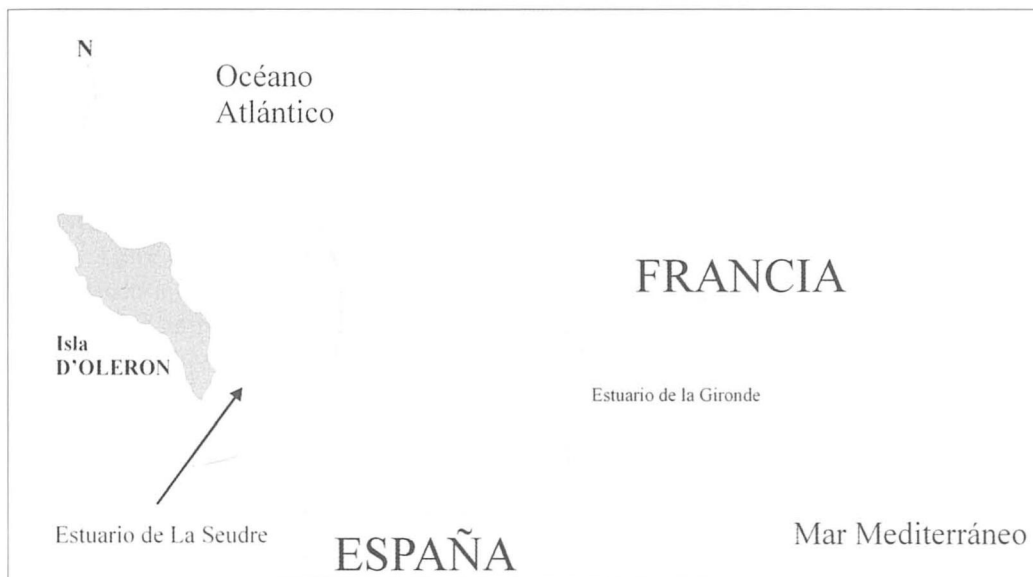 N
Océano
Atlántico
FRANCIA
Isla
D'OLERON
Estuario de la Gironde
Estuario de La Seudre
ESPAÑA
Mar Mediterráneo